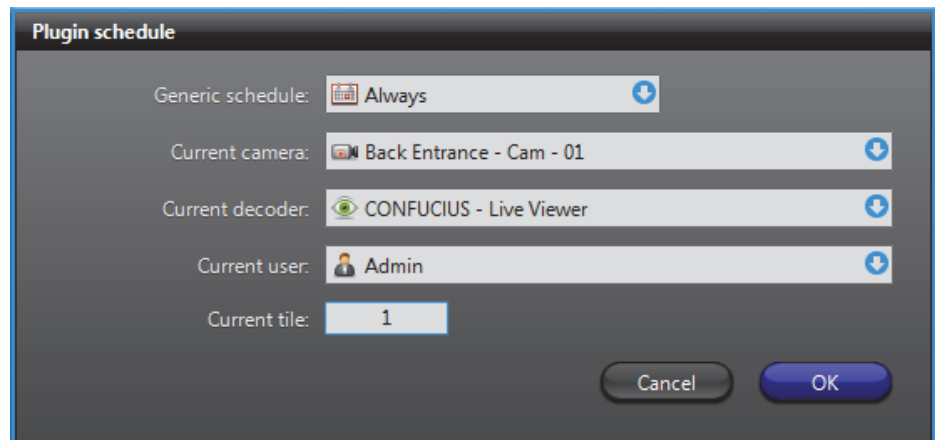 Plugin schedule
Generic schedule: Always
Current camera: Back Entrance - Cam - 01
Current decoder: CONFUCIUS - Live Viewer
Current user: Admin
Current tile: 1
Cancel OK